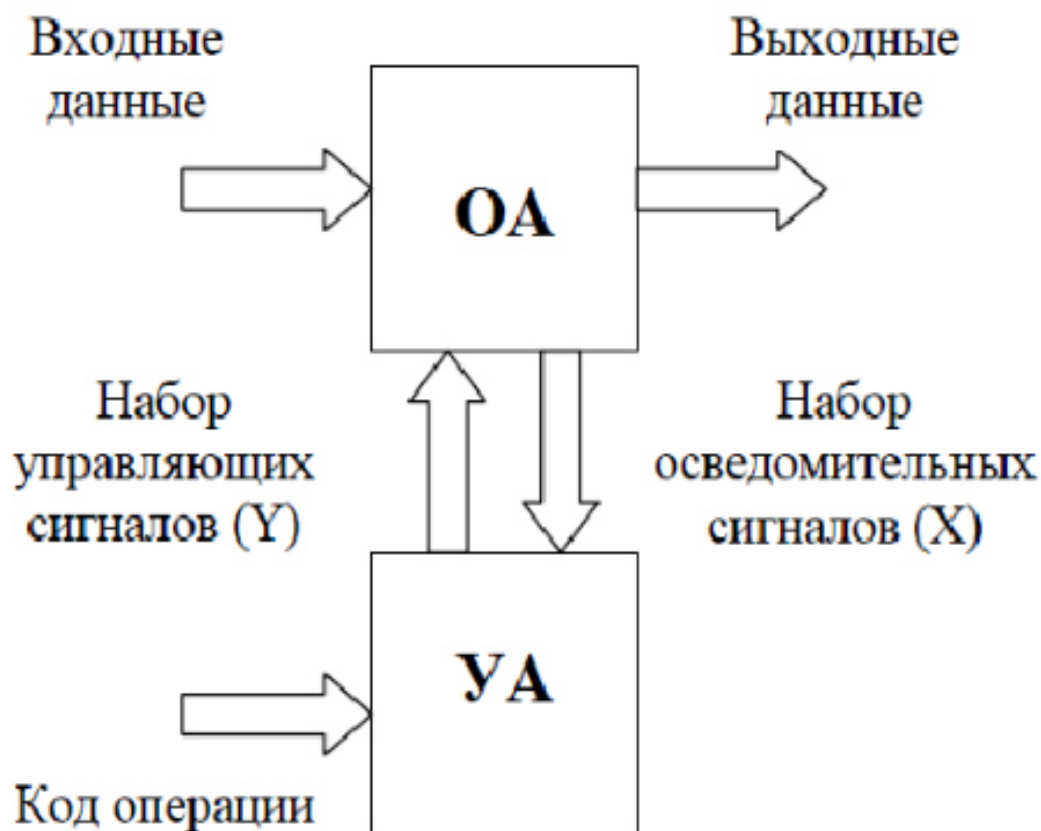 Входные
данные
Выходные
данные
ОА
Набор
управляющих
сигналов (Y)
Набор
осведомительных
сигналов (X)
УА
Код операции